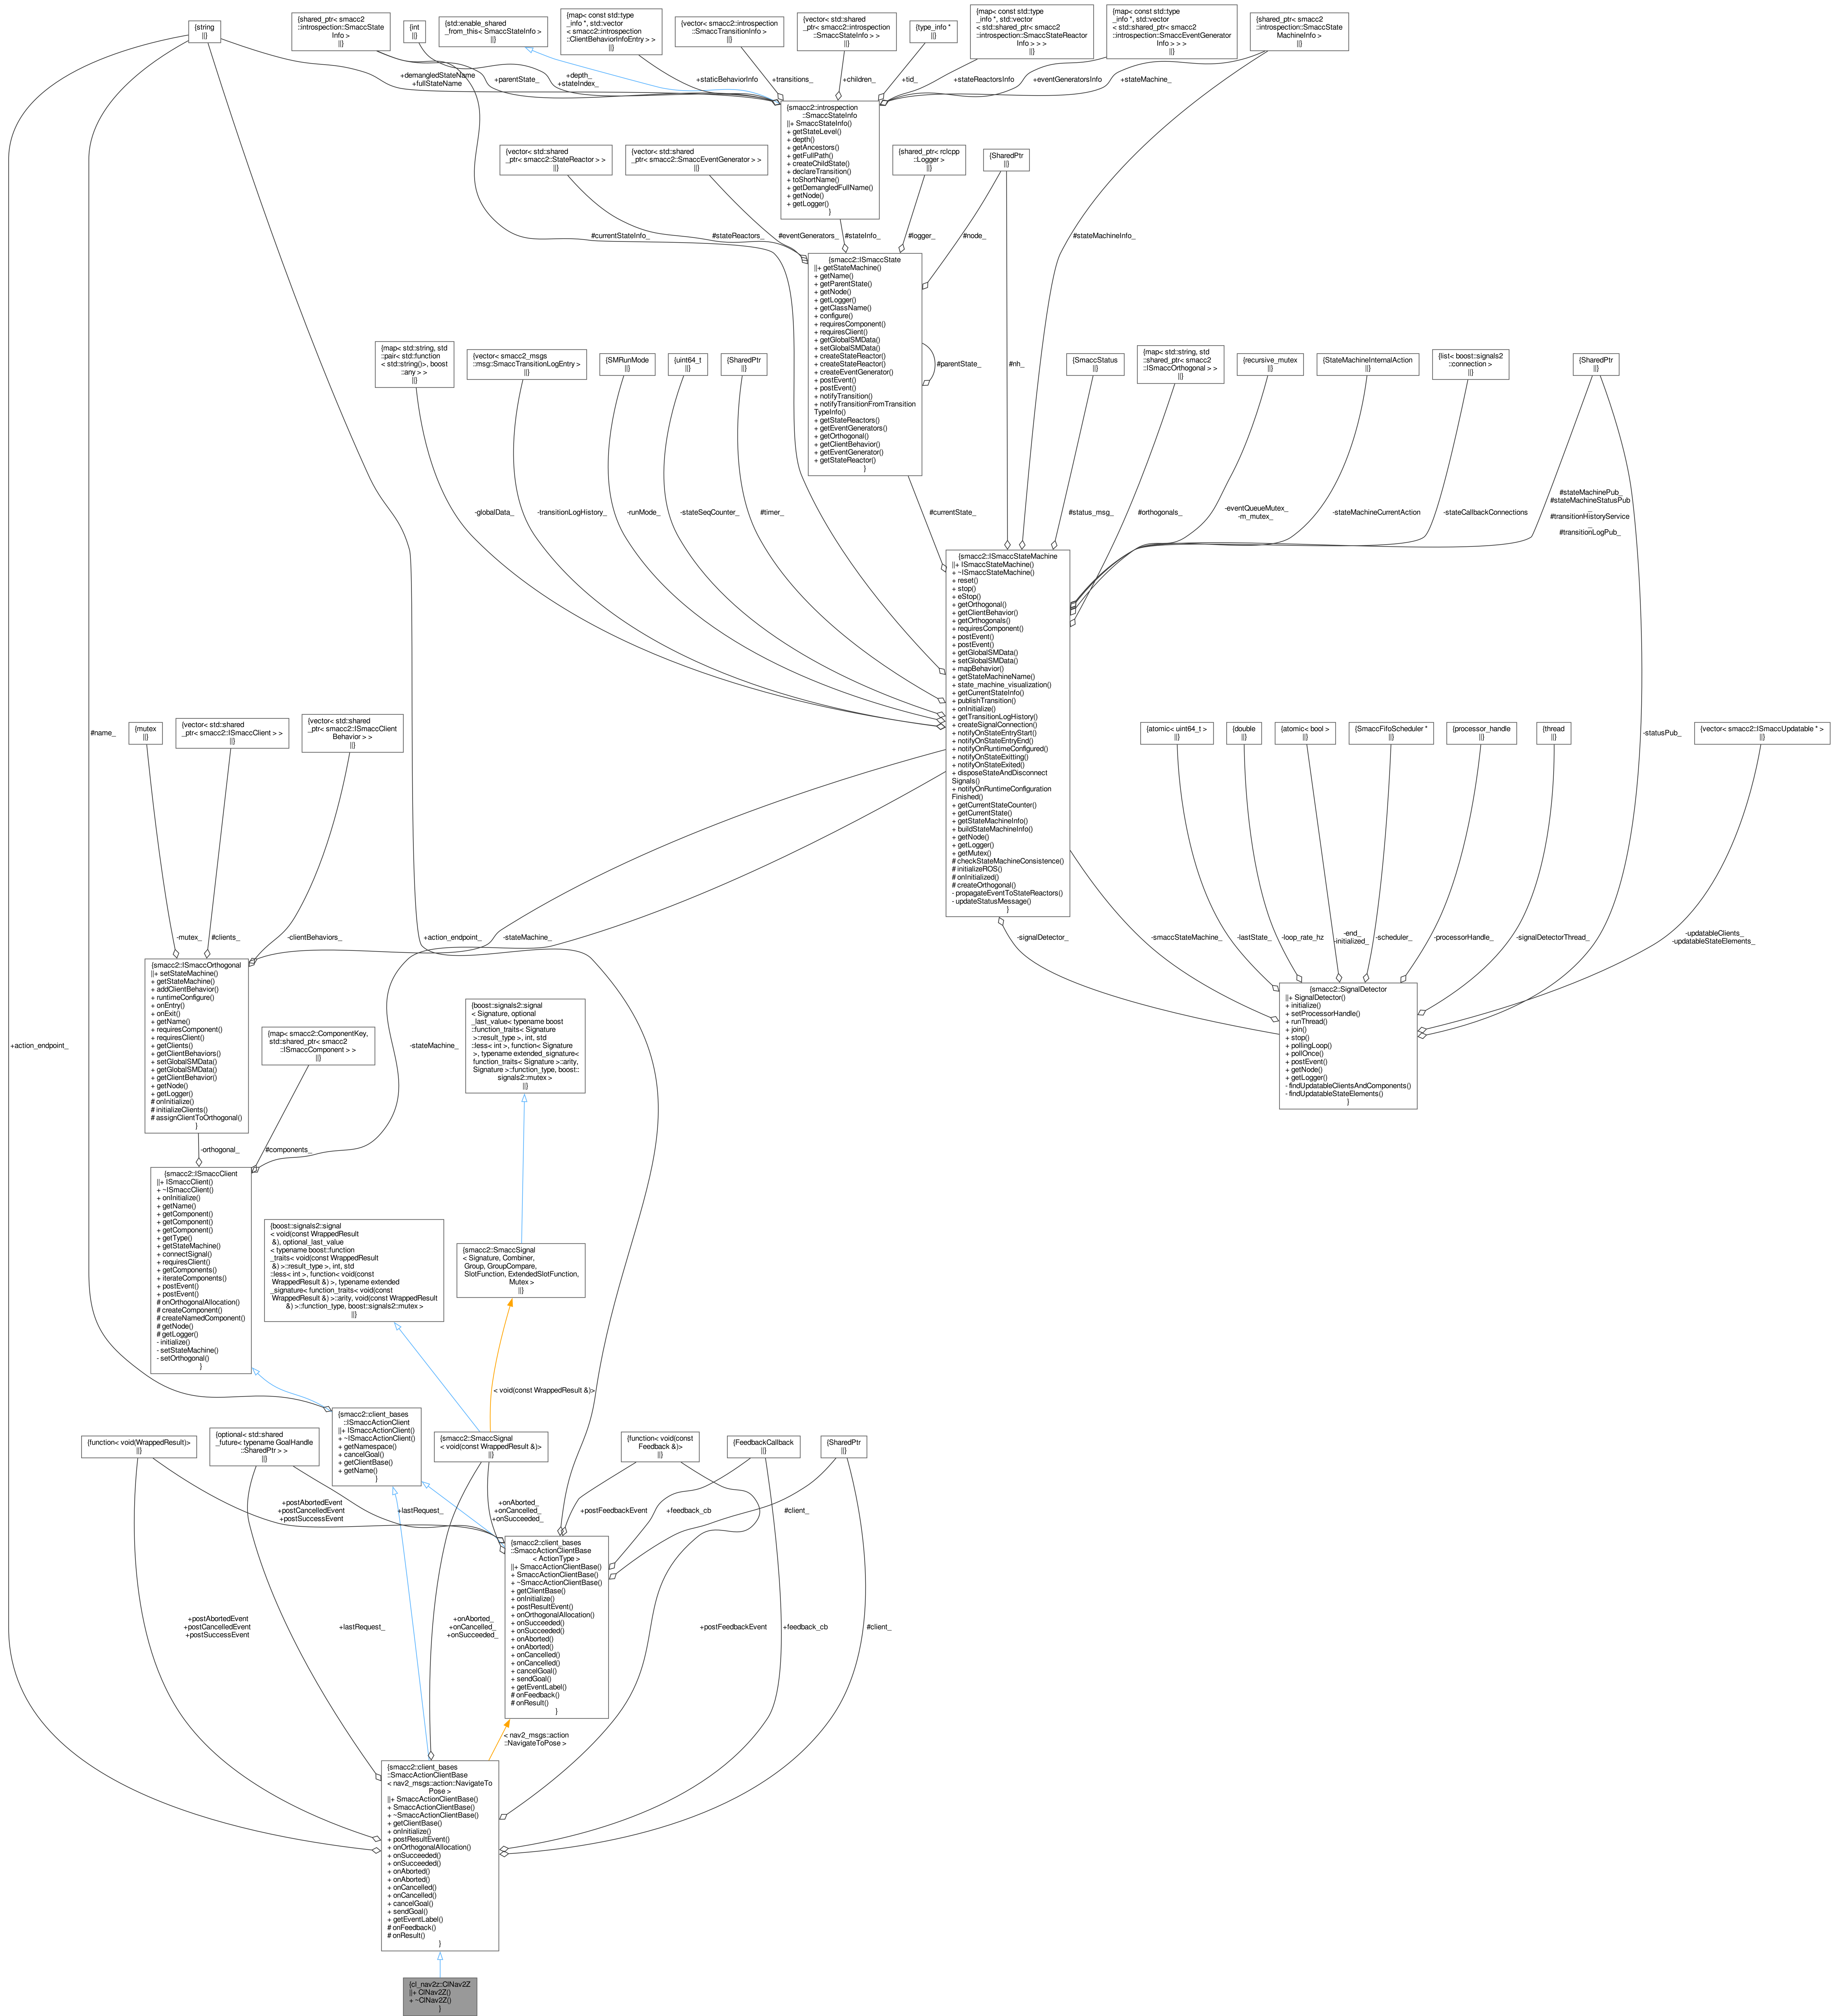 {string
||}
{shared_ptr< smacc2
::introspection::SmaccState
Info >
||}
{int
||}
{std::enable_shared
_from_this< SmaccStateInfo >
||}
{map< const std::type
_info *, std::vector
< smacc2::introspection
::ClientBehaviorInfoEntry > >
||}
{vector< smacc2::introspection
::SmaccTransitionInfo >
||}
{vector< std::shared
_ptr< smacc2::introspection
::SmaccStateInfo > >
||}
{type_info *
||}
{map< const std::type
_info *, std::vector
< std::shared_ptr< smacc2
::introspection::SmaccStateReactor
Info > > >
||}
{map< const std::type
_info *, std::vector
< std::shared_ptr< smacc2
::introspection::SmaccEventGenerator
Info > > >
||}
{shared_ptr< smacc2
::introspection::SmaccState
MachineInfo >
||}
+demangledStateName
+fullStateName
+parentState_
+depth_
+stateIndex_
+staticBehaviorInfo
+transitions_
+children_
+tid_
+stateReactorsInfo
+eventGeneratorsInfo
+stateMachine_
{smacc2::introspection
::SmaccStateInfo
||+ SmaccStateInfo()
+ getStateLevel()
+ depth()
+ getAncestors()
+ getFullPath()
+ createChildState()
+ declareTransition()
+ toShortName()
+ getDemangledFullName()
+ getNode()
+ getLogger()
}
{vector< std::shared
_ptr< smacc2::StateReactor > >
||}
{vector< std::shared
_ptr< smacc2::SmaccEventGenerator > >
||}
{shared_ptr< rclcpp
::Logger >
||}
{SharedPtr
||}
#currentStateInfo_
#stateReactors_
#eventGenerators_
#stateInfo_
#logger_
#node_
#stateMachineInfo_
{smacc2::ISmaccState
||+ getStateMachine()
+ getName()
+ getParentState()
+ getNode()
+ getLogger()
+ getClassName()
+ configure()
+ requiresComponent()
+ requiresClient()
+ getGlobalSMData()
+ setGlobalSMData()
+ createStateReactor()
+ createStateReactor()
+ createEventGenerator()
+ postEvent()
+ postEvent()
+ notifyTransition()
+ notifyTransitionFromTransition
TypeInfo()
+ getStateReactors()
+ getEventGenerators()
+ getOrthogonal()
+ getClientBehavior()
+ getEventGenerator()
+ getStateReactor()
}
#parentState_
#nh_
{map< std::string, std
::pair< std::function
< std::string()>, boost
::any > >
||}
{vector< smacc2_msgs
::msg::SmaccTransitionLogEntry >
||}
{SMRunMode
||}
{uint64_t
||}
{SharedPtr
||}
{SmaccStatus
||}
{map< std::string, std
::shared_ptr< smacc2
::ISmaccOrthogonal > >
||}
{recursive_mutex
||}
{StateMachineInternalAction
||}
{list< boost::signals2
::connection >
||}
{SharedPtr
||}
-globalData_
-transitionLogHistory_
-runMode_
-stateSeqCounter_
#timer_
#currentState_
#status_msg_
#orthogonals_
-eventQueueMutex_
-m_mutex_
-stateMachineCurrentAction
-stateCallbackConnections
#stateMachinePub_
#stateMachineStatusPub
_
#transitionHistoryService
_
#transitionLogPub_
{smacc2::ISmaccStateMachine
||+ ISmaccStateMachine()
+ ~ISmaccStateMachine()
+ reset()
+ stop()
+ eStop()
+ getOrthogonal()
+ getClientBehavior()
+ getOrthogonals()
+ requiresComponent()
+ postEvent()
+ postEvent()
+ getGlobalSMData()
+ setGlobalSMData()
+ mapBehavior()
+ getStateMachineName()
+ state_machine_visualization()
+ getCurrentStateInfo()
+ publishTransition()
+ onInitialize()
+ getTransitionLogHistory()
+ createSignalConnection()
+ notifyOnStateEntryStart()
+ notifyOnStateEntryEnd()
+ notifyOnRuntimeConfigured()
+ notifyOnStateExitting()
+ notifyOnStateExited()
+ disposeStateAndDisconnect
Signals()
+ notifyOnRuntimeConfiguration
Finished()
+ getCurrentStateCounter()
+ getCurrentState()
+ getStateMachineInfo()
+ buildStateMachineInfo()
+ getNode()
+ getLogger()
+ getMutex()
# checkStateMachineConsistence()
# initializeROS()
# onInitialized()
# createOrthogonal()
- propagateEventToStateReactors()
- updateStatusMessage()
}
#name_
{mutex
||}
{vector< std::shared
_ptr< smacc2::ISmaccClient > >
||}
{vector< std::shared
_ptr< smacc2::ISmaccClient
Behavior > >
||}
{atomic< uint64_t >
||}
{double
||}
{atomic< bool >
||}
{SmaccFifoScheduler *
||}
{processor_handle
||}
{thread
||}
-statusPub_
{vector< smacc2::ISmaccUpdatable * >
||}
-mutex_
#clients_
-clientBehaviors_
+action_endpoint_
-stateMachine_
-signalDetector_
-smaccStateMachine_
-lastState_
-loop_rate_hz
-end_
-initialized_
-scheduler_
-processorHandle_
-signalDetectorThread_
-updatableClients_
-updatableStateElements_
{smacc2::ISmaccOrthogonal
||+ setStateMachine()
+ getStateMachine()
+ addClientBehavior()
+ runtimeConfigure()
+ onEntry()
+ onExit()
+ getName()
+ requiresComponent()
+ requiresClient()
+ getClients()
+ getClientBehaviors()
+ setGlobalSMData()
+ getGlobalSMData()
+ getClientBehavior()
+ getNode()
+ getLogger()
# onInitialize()
# initializeClients()
# assignClientToOrthogonal()
}
{smacc2::SignalDetector
||+ SignalDetector()
+ initialize()
+ setProcessorHandle()
+ runThread()
+ join()
+ stop()
+ pollingLoop()
+ pollOnce()
+ postEvent()
+ getNode()
+ getLogger()
- findUpdatableClientsAndComponents()
- findUpdatableStateElements()
}
{map< smacc2::ComponentKey,
std::shared_ptr< smacc2
::ISmaccComponent > >
||}
{boost::signals2::signal
< Signature, optional
_last_value< typename boost
::function_traits< Signature
>::result_type >, int, std
::less< int >, function< Signature
>, typename extended_signature<
function_traits< Signature >::arity,
Signature >::function_type, boost::
signals2::mutex >
||}
+action_endpoint_
-stateMachine_
-orthogonal_
#components_
{smacc2::ISmaccClient
||+ ISmaccClient()
+ ~ISmaccClient()
+ onInitialize()
+ getName()
+ getComponent()
+ getComponent()
+ getComponent()
+ getType()
+ getStateMachine()
+ connectSignal()
+ requiresClient()
+ getComponents()
+ iterateComponents()
+ postEvent()
+ postEvent()
# onOrthogonalAllocation()
# createComponent()
# createNamedComponent()
# getNode()
# getLogger()
- initialize()
- setStateMachine()
- setOrthogonal()
}
{boost::signals2::signal
< void(const WrappedResult
&), optional_last_value
< typename boost::function
_traits< void(const WrappedResult
&) >::result_type >, int, std
::less< int >, function< void(const
WrappedResult &) >, typename extended
_signature< function_traits< void(const
WrappedResult &) >::arity, void(const WrappedResult
&) >::function_type, boost::signals2::mutex >
||}
{smacc2::SmaccSignal
< Signature, Combiner,
Group, GroupCompare,
SlotFunction, ExtendedSlotFunction,
Mutex >
||}
< void(const WrappedResult &)>
{function< void(WrappedResult)>
||}
{optional< std::shared
_future< typename GoalHandle
::SharedPtr > >
||}
{smacc2::client_bases
::ISmaccActionClient
||+ ISmaccActionClient()
+ ~ISmaccActionClient()
+ getNamespace()
+ cancelGoal()
+ getClientBase()
+ getName()
}
{smacc2::SmaccSignal
< void(const WrappedResult &)>
||}
{function< void(const
Feedback &)>
||}
{FeedbackCallback
||}
{SharedPtr
||}
+postAbortedEvent
+postCancelledEvent
+postSuccessEvent
+lastRequest_
+onAborted_
+onCancelled_
+onSucceeded_
+postFeedbackEvent
+feedback_cb
#client_
{smacc2::client_bases
::SmaccActionClientBase
< ActionType >
||+ SmaccActionClientBase()
+ SmaccActionClientBase()
+ ~SmaccActionClientBase()
+ getClientBase()
+ onInitialize()
+ postResultEvent()
+ onOrthogonalAllocation()
+ onSucceeded()
+ onSucceeded()
+ onAborted()
+ onAborted()
+ onCancelled()
+ onCancelled()
+ cancelGoal()
+ sendGoal()
+ getEventLabel()
# onFeedback()
# onResult()
}
+postAbortedEvent
+postCancelledEvent
+postSuccessEvent
+lastRequest_
+onAborted_
+onCancelled_
+onSucceeded_
+postFeedbackEvent
+feedback_cb
#client_
< nav2_msgs::action
::NavigateToPose >
{smacc2::client_bases
::SmaccActionClientBase
< nav2_msgs::action::NavigateTo
Pose >
||+ SmaccActionClientBase()
+ SmaccActionClientBase()
+ ~SmaccActionClientBase()
+ getClientBase()
+ onInitialize()
+ postResultEvent()
+ onOrthogonalAllocation()
+ onSucceeded()
+ onSucceeded()
+ onAborted()
+ onAborted()
+ onCancelled()
+ onCancelled()
+ cancelGoal()
+ sendGoal()
+ getEventLabel()
# onFeedback()
# onResult()
}
{cl_nav2z::ClNav2Z
||+ ClNav2Z()
+ ~ClNav2Z()
}